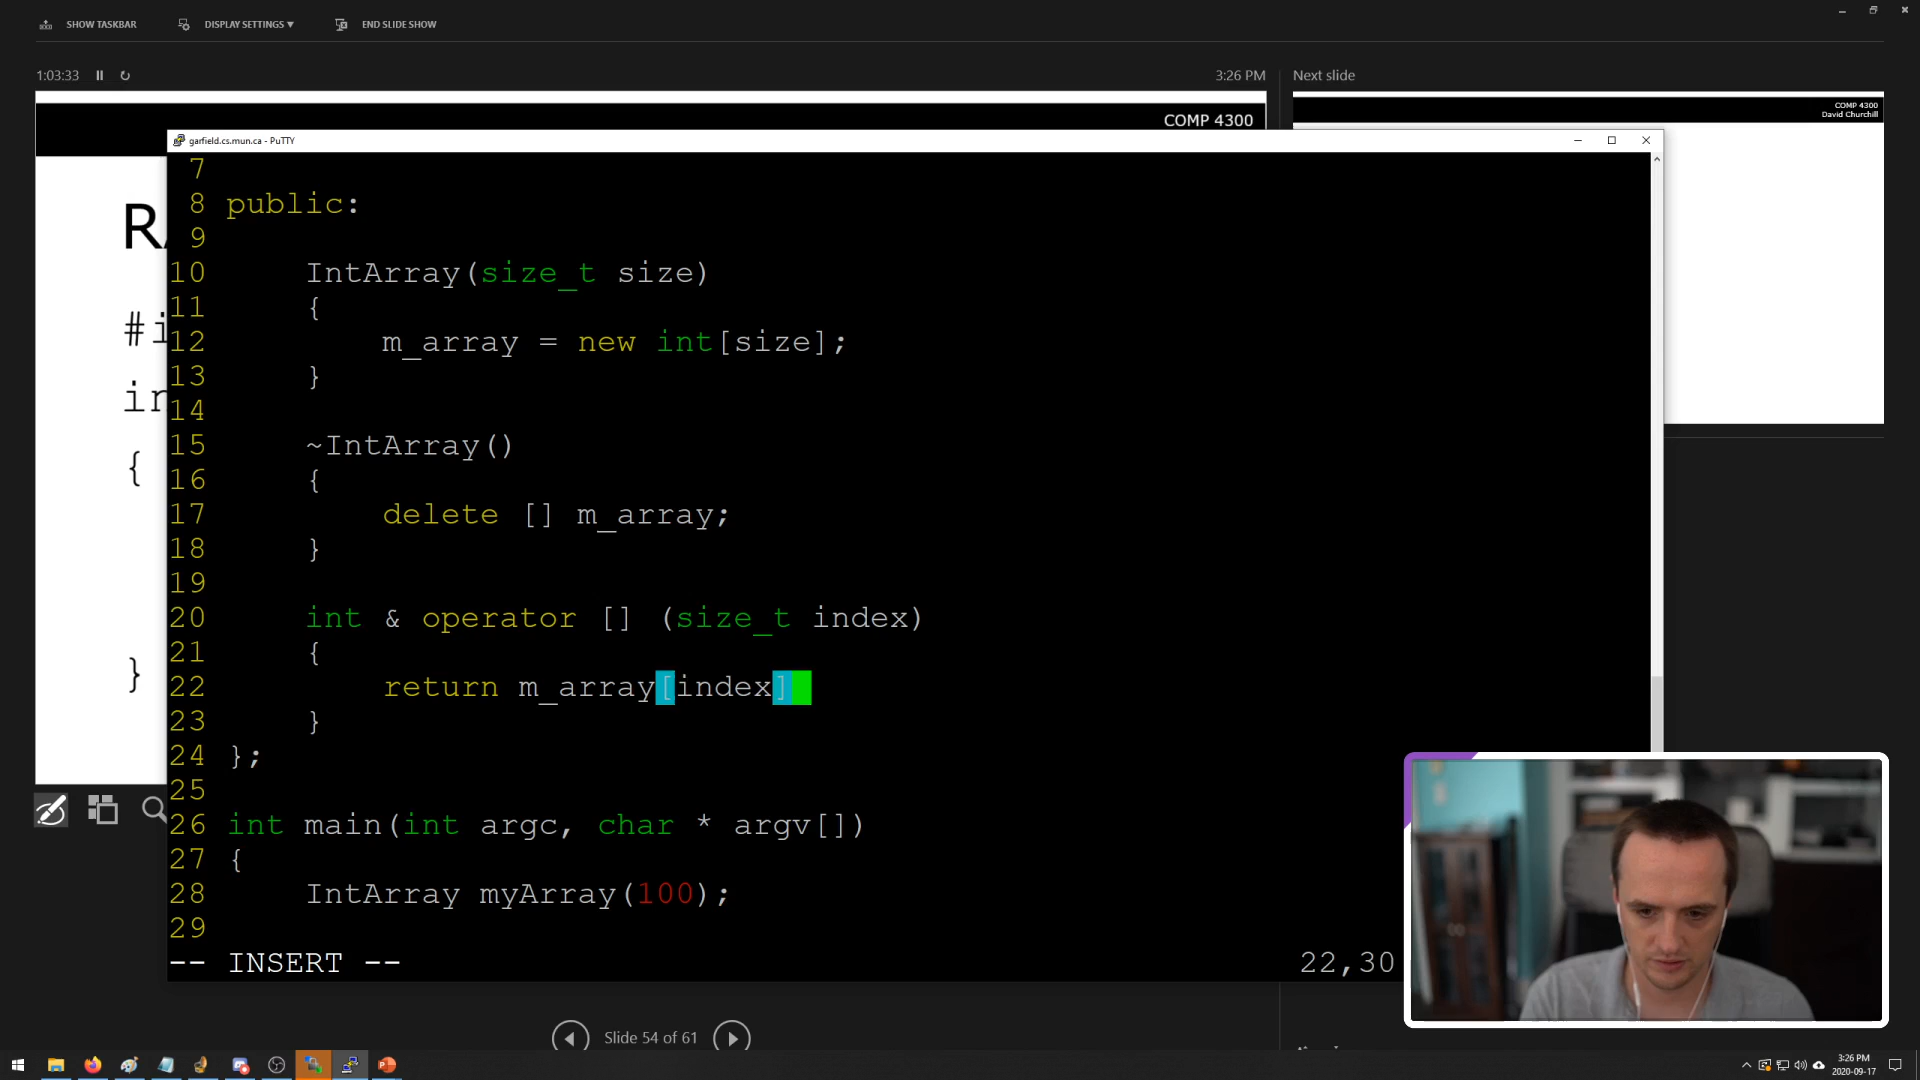 SHOW TASKBAR
DISPLAY SETTINGS ▼
END SLIDE SHOW
1:03:33
3:26 PM
Next slide
COMP 4300
COMP 4300
David Churchill
garfield.cs.mun.ca - PuTTY
7
8 public:
9
10 IntArray(size_t size)
11 {
12 m_array = new int[size];
13 }
14
15 ~IntArray()
16 {
17 delete [] m_array;
18 }
19
20 int & operator [] (size_t index)
21 {
22 return m_array[index]
23 }
24 };
25
26 int main(int argc, char * argv[])
27 {
28 IntArray myArray(100);
29
-- INSERT --
22,30
#i
{
}
Slide 54 of 61
3:26 PM
2020-09-17